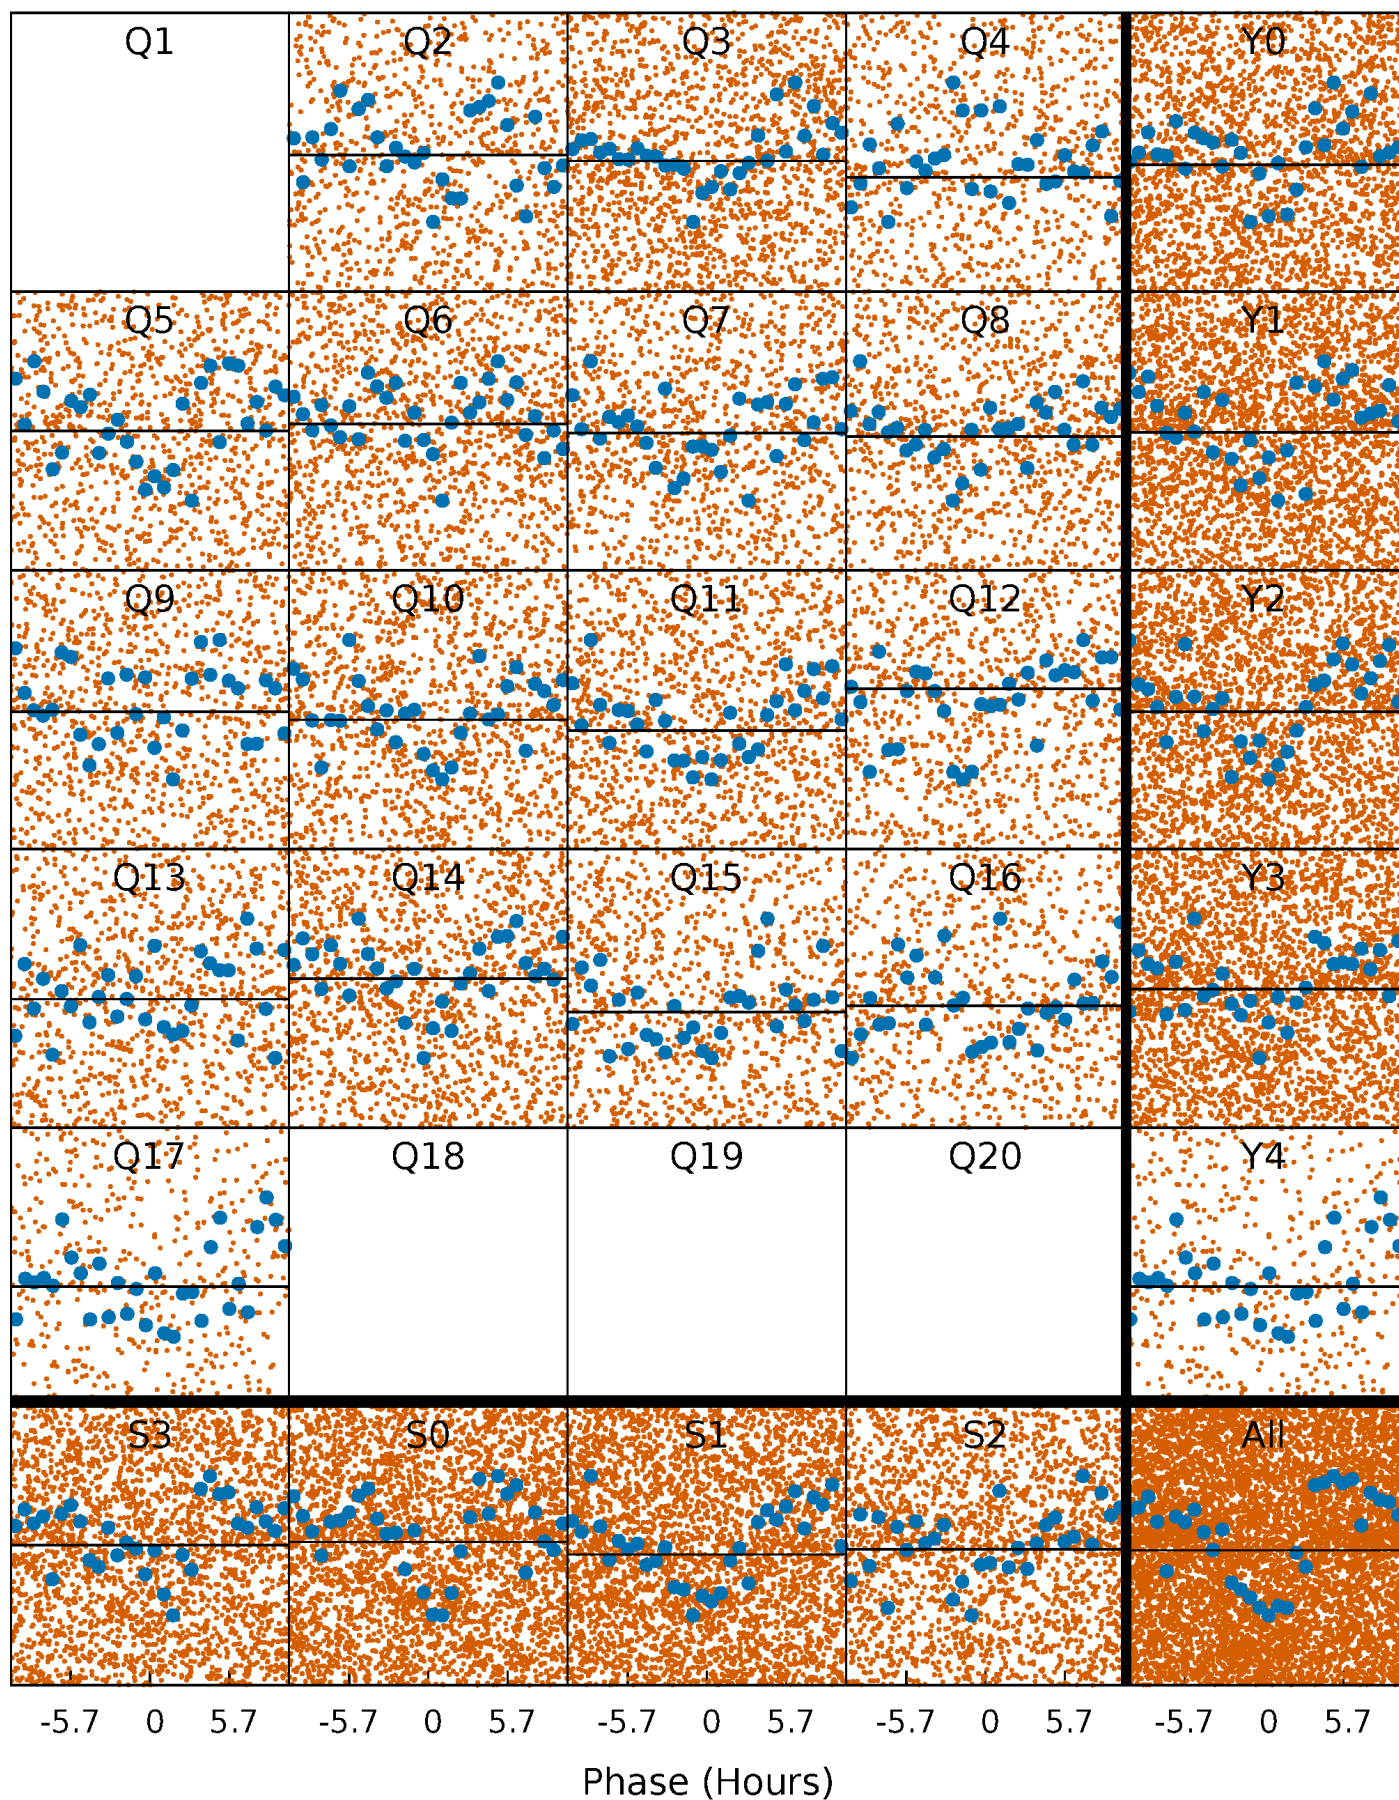 Q1 Q2 Q3 Q4 Y0
Q5 Q6 Q7 Q8 Y1
Q9 Q10 Q11 Q12 Y2
Q13 Q14 Q15 Q16 Y3
Q17 Q18 Q19 Q20 Y4
S3 S0 S1 S2 All
-5.7 0 5.7 -5.7 0 5.7 -5.7 0 5.7 -5.7 0 5.7 -5.7 0 5.7
Phase (Hours)